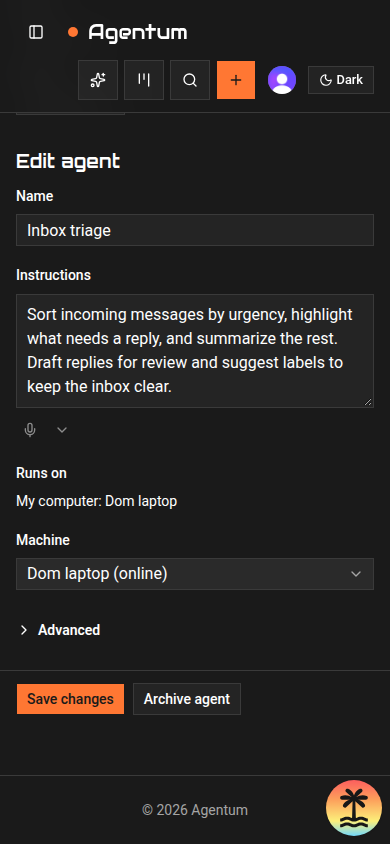 Agentum
Dark
Edit agent
Name
Inbox triage
Instructions
Sort incoming messages by urgency, highlight
what needs a reply, and summarize the rest.
Draft replies for review and suggest labels to
keep the inbox clear.
Runs on
My computer: Dom laptop
Machine
Dom laptop (online)
Advanced
Save changes
Archive agent
© 2026 Agentum